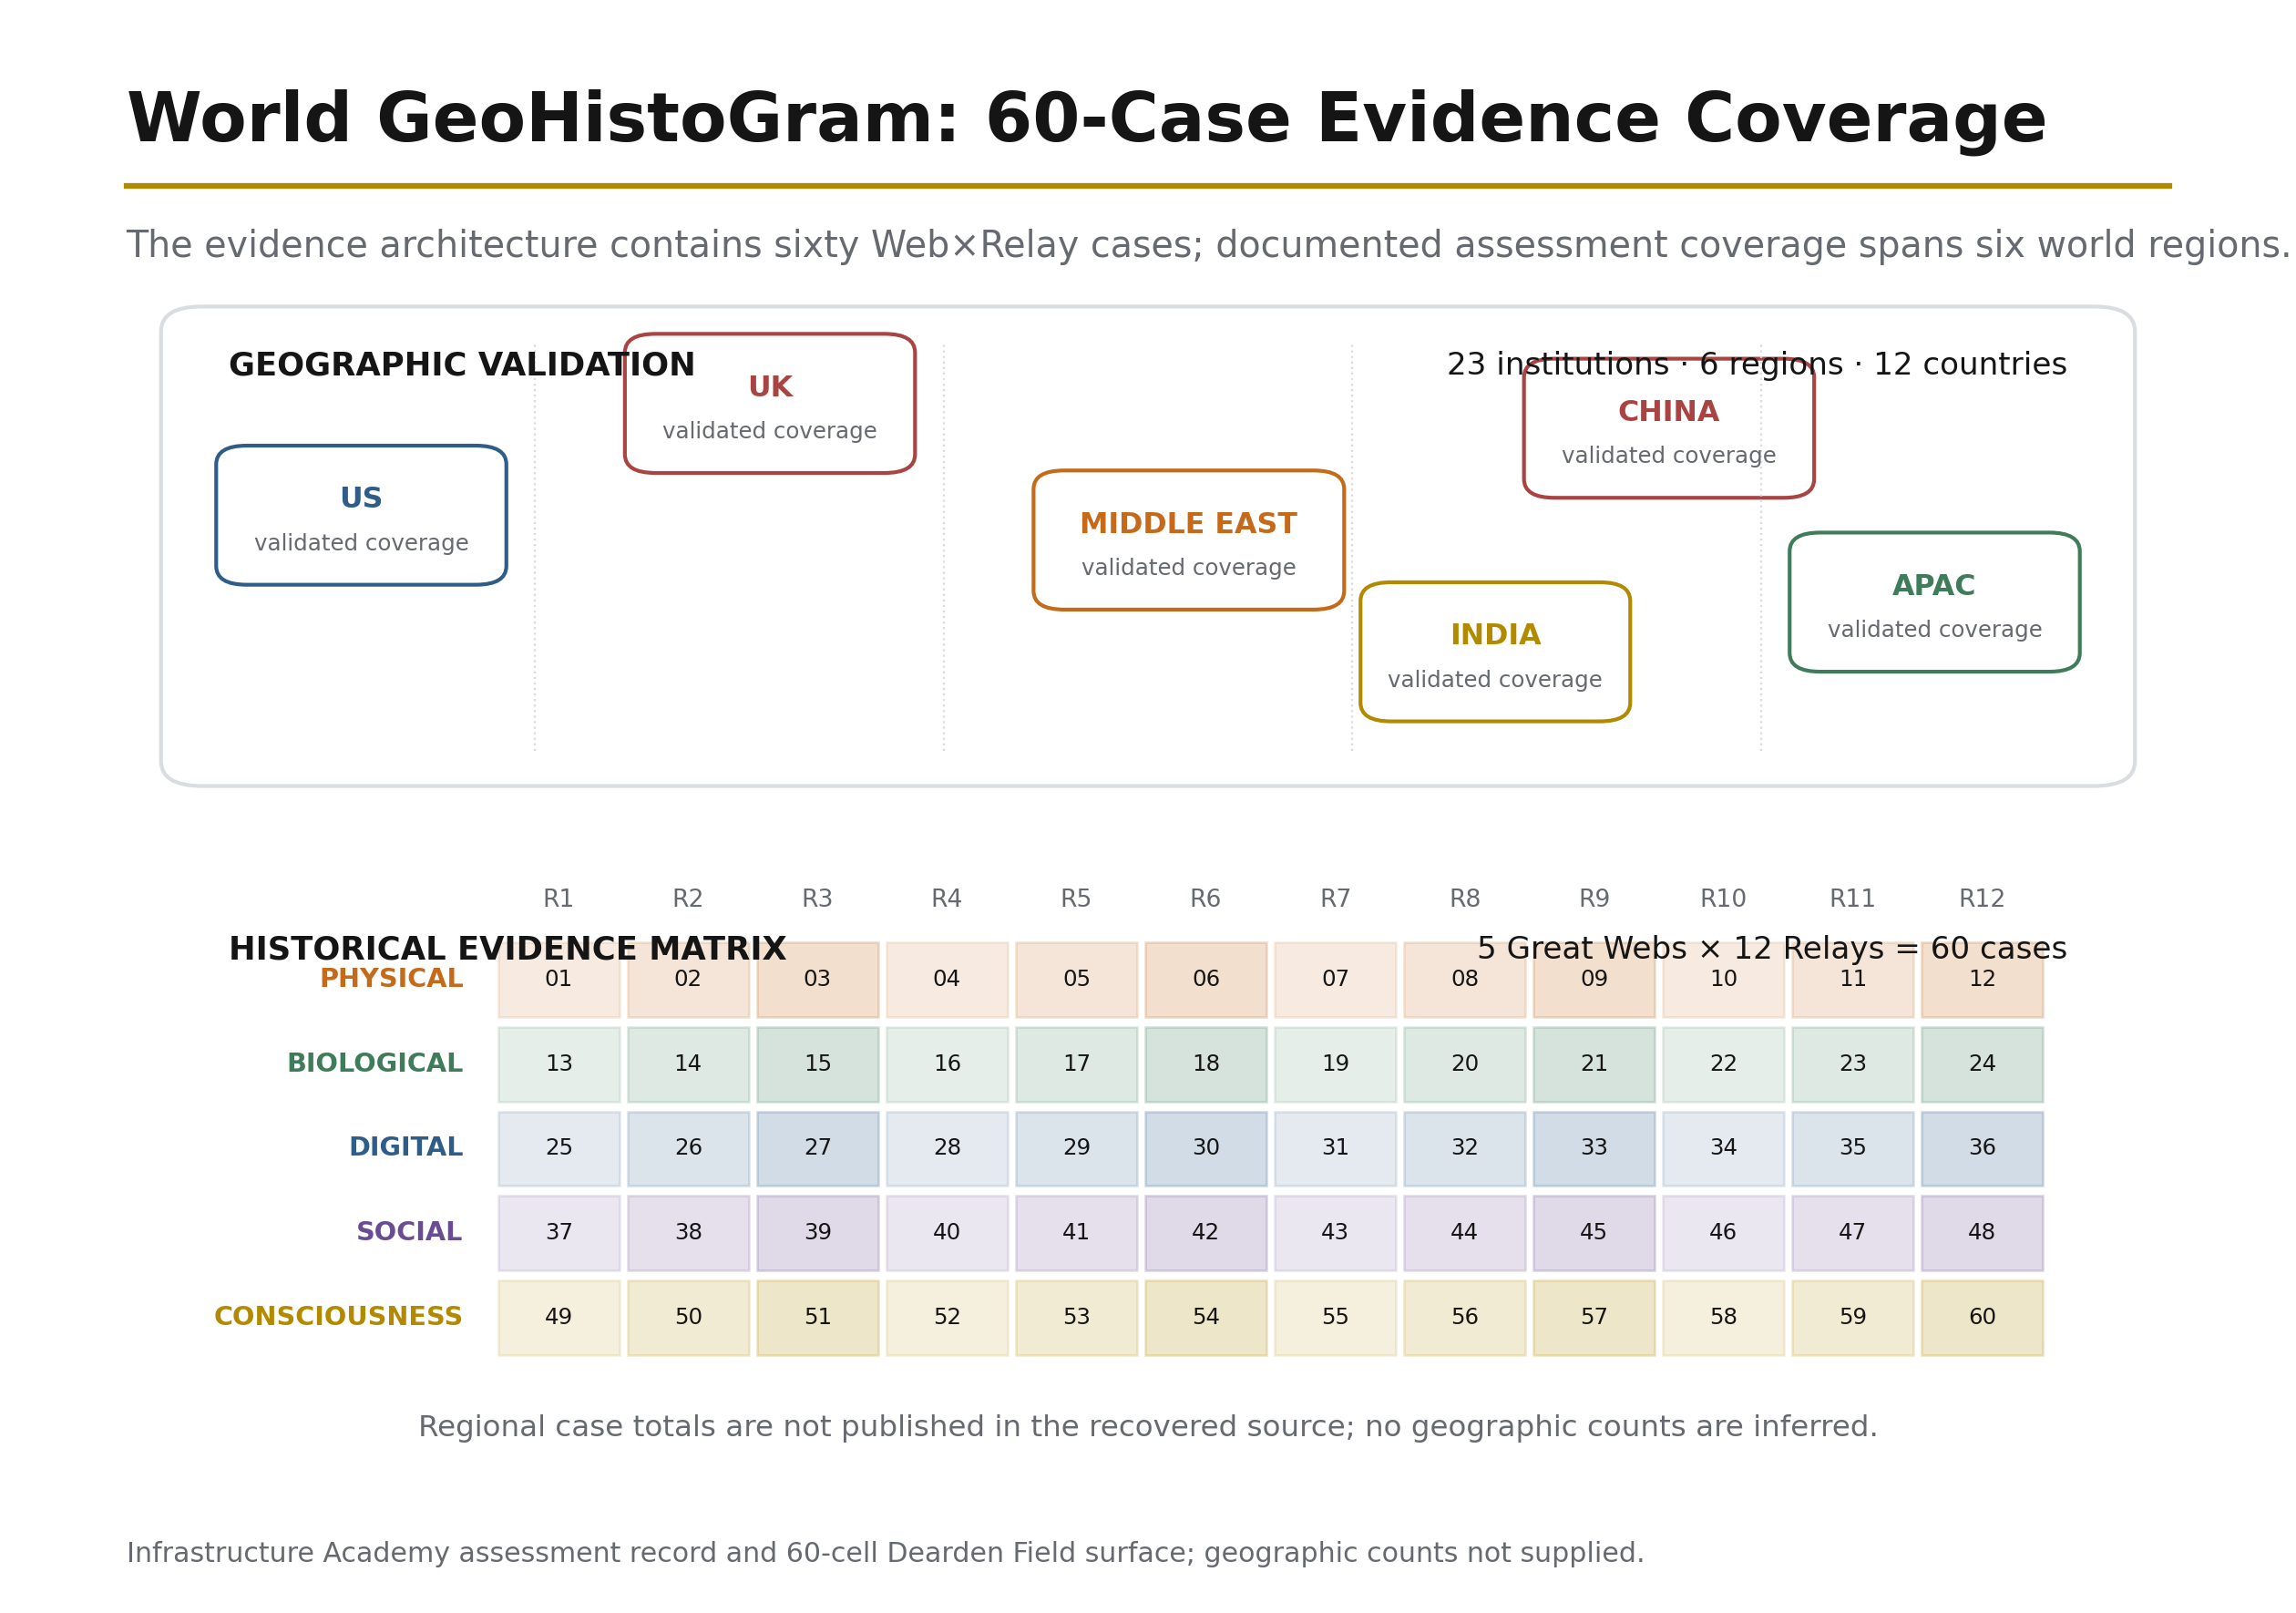 World GeoHistoGram: 60-Case Evidence Coverage
The evidence architecture contains sixty Web×Relay cases; documented assessment coverage spans six world regions.
GEOGRAPHIC VALIDATION
23 institutions · 6 regions · 12 countries
UK
validated coverage
CHINA
validated coverage
US
validated coverage
MIDDLE EAST
validated coverage
APAC
validated coverage
INDIA
validated coverage
R1 R2 R3 R4 R5 R6 R7 R8 R9 R10 R11 R12
HISTORICAL EVIDENCE MATRIX
5 Great Webs × 12 Relays = 60 cases
PHYSICAL 01 02 03 04 05 06 07 08 09 10 11 12
BIOLOGICAL 13 14 15 16 17 18 19 20 21 22 23 24
DIGITAL 25 26 27 28 29 30 31 32 33 34 35 36
SOCIAL 37 38 39 40 41 42 43 44 45 46 47 48
CONSCIOUSNESS 49 50 51 52 53 54 55 56 57 58 59 60
Regional case totals are not published in the recovered source; no geographic counts are inferred.
Infrastructure Academy assessment record and 60-cell Dearden Field surface; geographic counts not supplied.